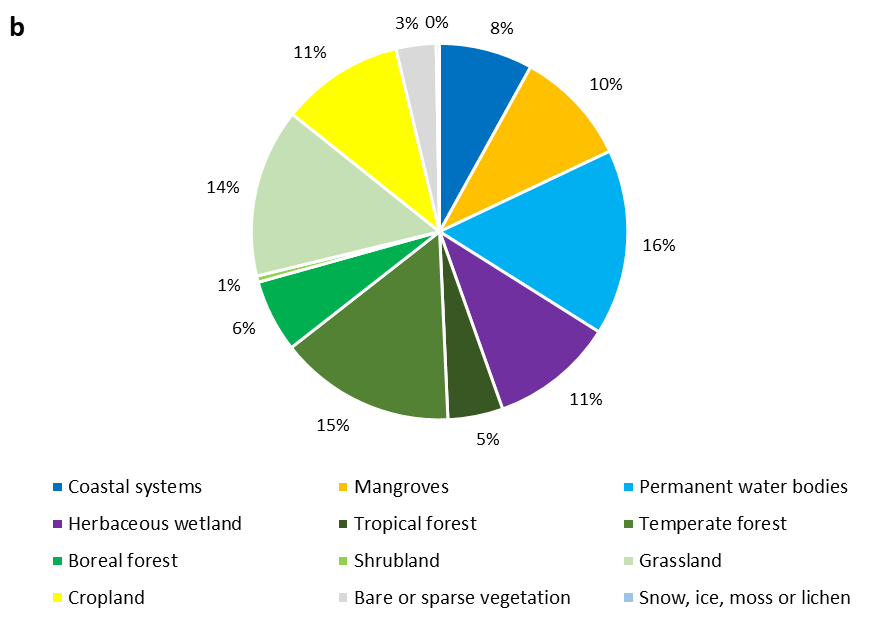 b
3% 0%
8%
11%
10%
14%
16%
1%
6%
11%
15%
5%
Coastal systems
Mangroves
Permanent water bodies
Herbaceous wetland
Tropical forest
Temperate forest
Boreal forest
Shrubland
Grassland
Cropland
Bare or sparse vegetation
Snow, ice, moss or lichen